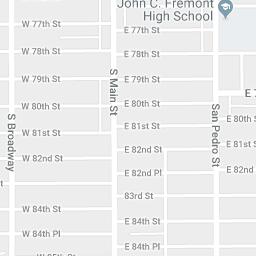 John C. Fremont
High School
W 77th St
E 77th St
W 78th St
E 78th St
W 79th St
E 79th St
E 7
W 80th St
E 80th St
E 80th St
S Main St
San Pedro St
S Broadway
W 81st St
E 81st St
E 81st
W 82nd St
E 82nd St
E 82nd Pl
E 82nd
83rd St
W 84th St
E 84th St
W 84th Pl
E 84th Pl
W 85th St